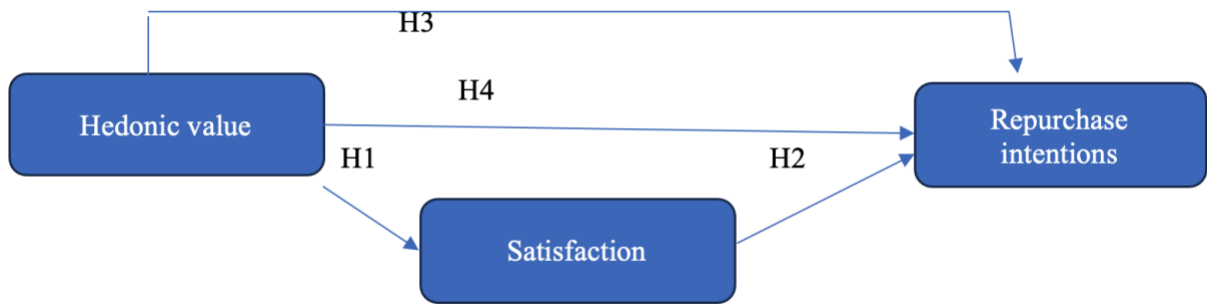 H3
H4
Hedonic value
Repurchase
intentions
H1
H2
Satisfaction